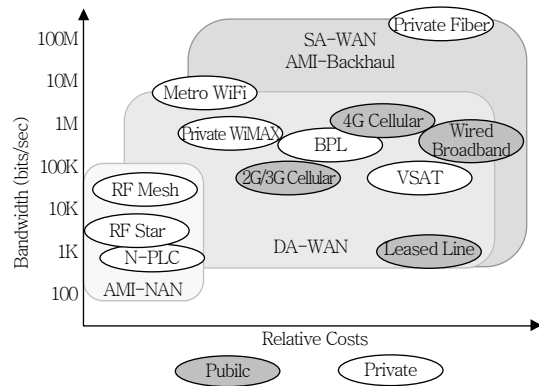 100M
10M
1M
100K
10K
1K
100
Bandwidth (bits/sec)
Private Fiber
SA-WAN
AMI-Backhaul
Metro WiFi
4G Cellular
Private WiMAX
BPL
Wired
Broadband
RF Mesh
2G/3G Cellular
VSAT
RF Star
N-PLC
DA-WAN
Leased Line
AMI-NAN
Relative Costs
Pubilc
Private